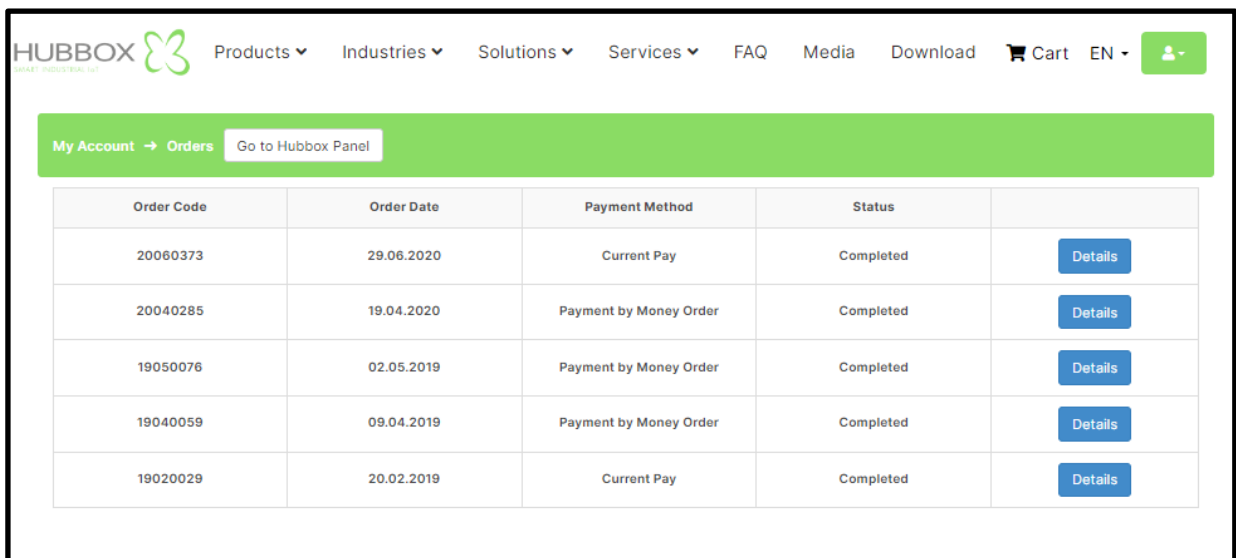 HUBBOX Products Industries Solutions Services FAQ Media Download Cart EN
SMART INDUSTRIAL IoT
My Account → Orders Go to Hubbox Panel
Order Code Order Date Payment Method Status
20060373 29.06.2020 Current Pay Completed Details
20040285 19.04.2020 Payment by Money Order Completed Details
19050076 02.05.2019 Payment by Money Order Completed Details
19040059 09.04.2019 Payment by Money Order Completed Details
19020029 20.02.2019 Current Pay Completed Details